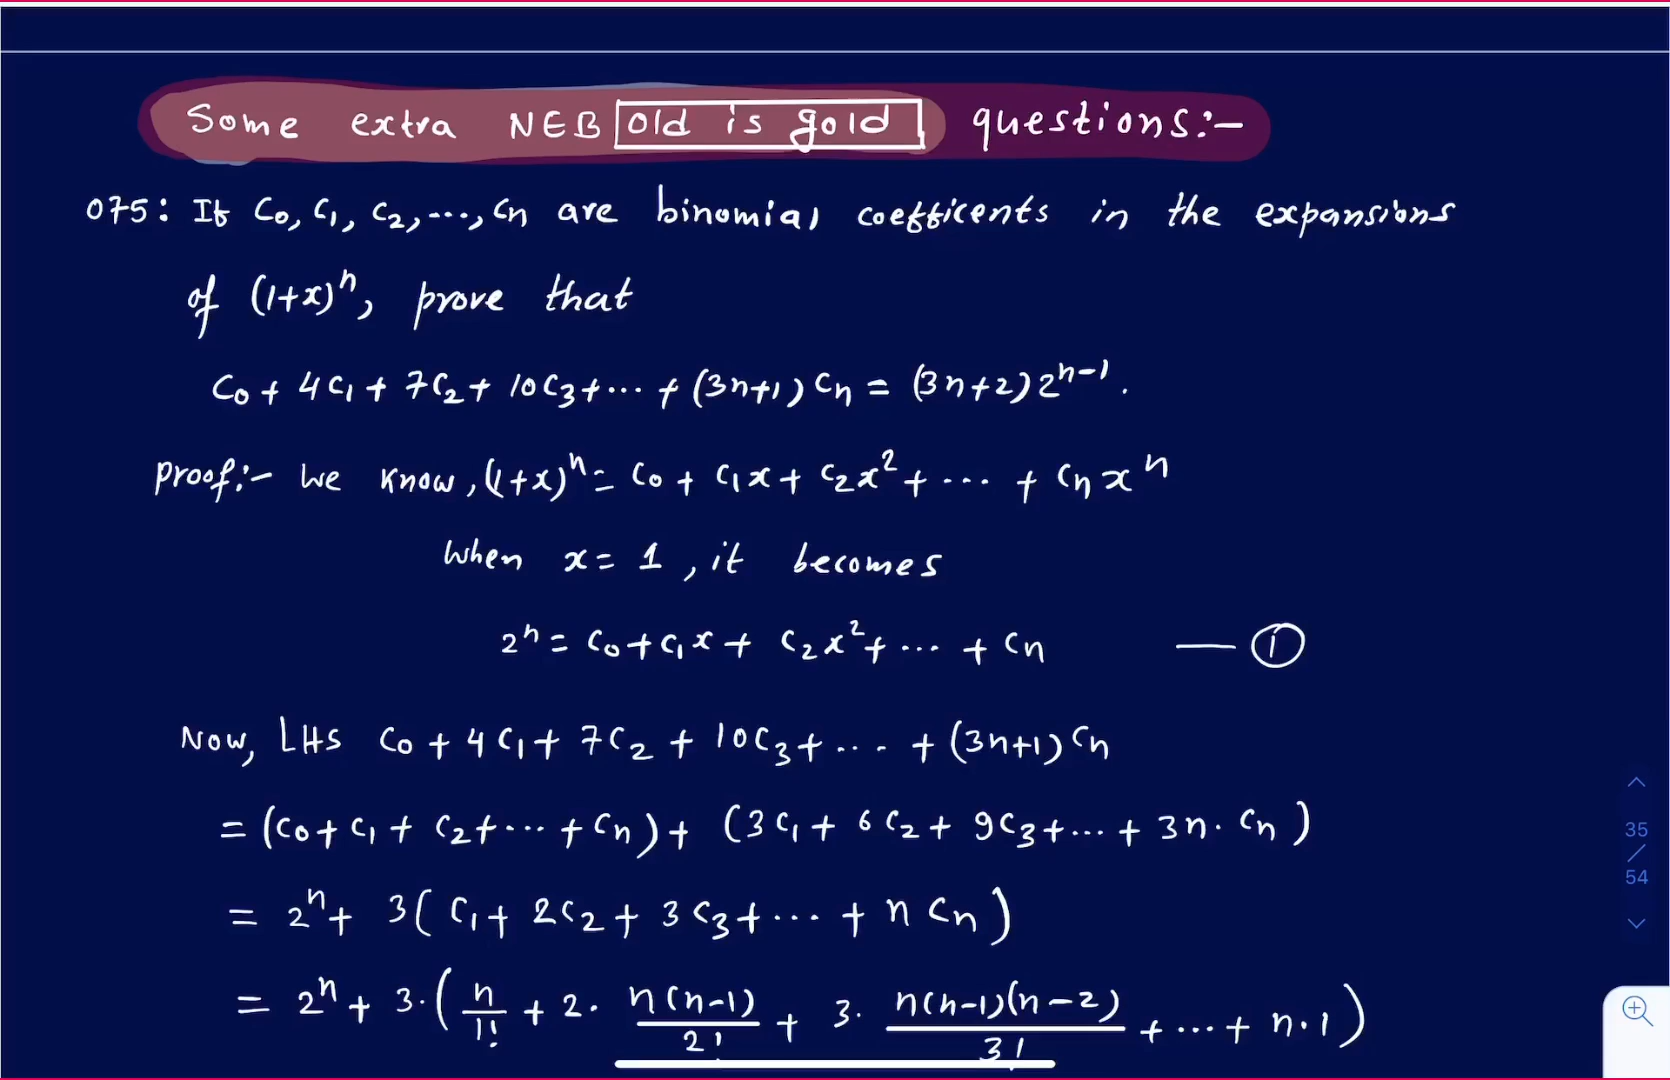 Some extra NEB old is gold questions:-
075: If C₀, C₁, C₂, ..., Cn are binomial coefficents in the expansions
of (1+x)ⁿ, prove that
C₀ + 4C₁ + 7C₂ + 10C₃ + ... + (3n+1)Cn = (3n+2)2ⁿ⁻¹.
Proof:- We know, (1+x)ⁿ = C₀ + C₁x + C₂x² + ... + Cnxⁿ
When x = 1, it becomes
2ⁿ = C₀ + C₁x + C₂x² + ... + Cn — ①
Now, LHS C₀ + 4C₁ + 7C₂ + 10C₃ + ... + (3n+1)Cn
= (C₀ + C₁ + C₂ + ... + Cn) + (3C₁ + 6C₂ + 9C₃ + ... + 3n. Cn)
= 2ⁿ + 3(C₁ + 2C₂ + 3C₃ + ... + nCn)
= 2ⁿ + 3.(n/1! + 2. n(n-1)/2! + 3. n(n-1)(n-2)/3! + ... + n.1)
35
/
54